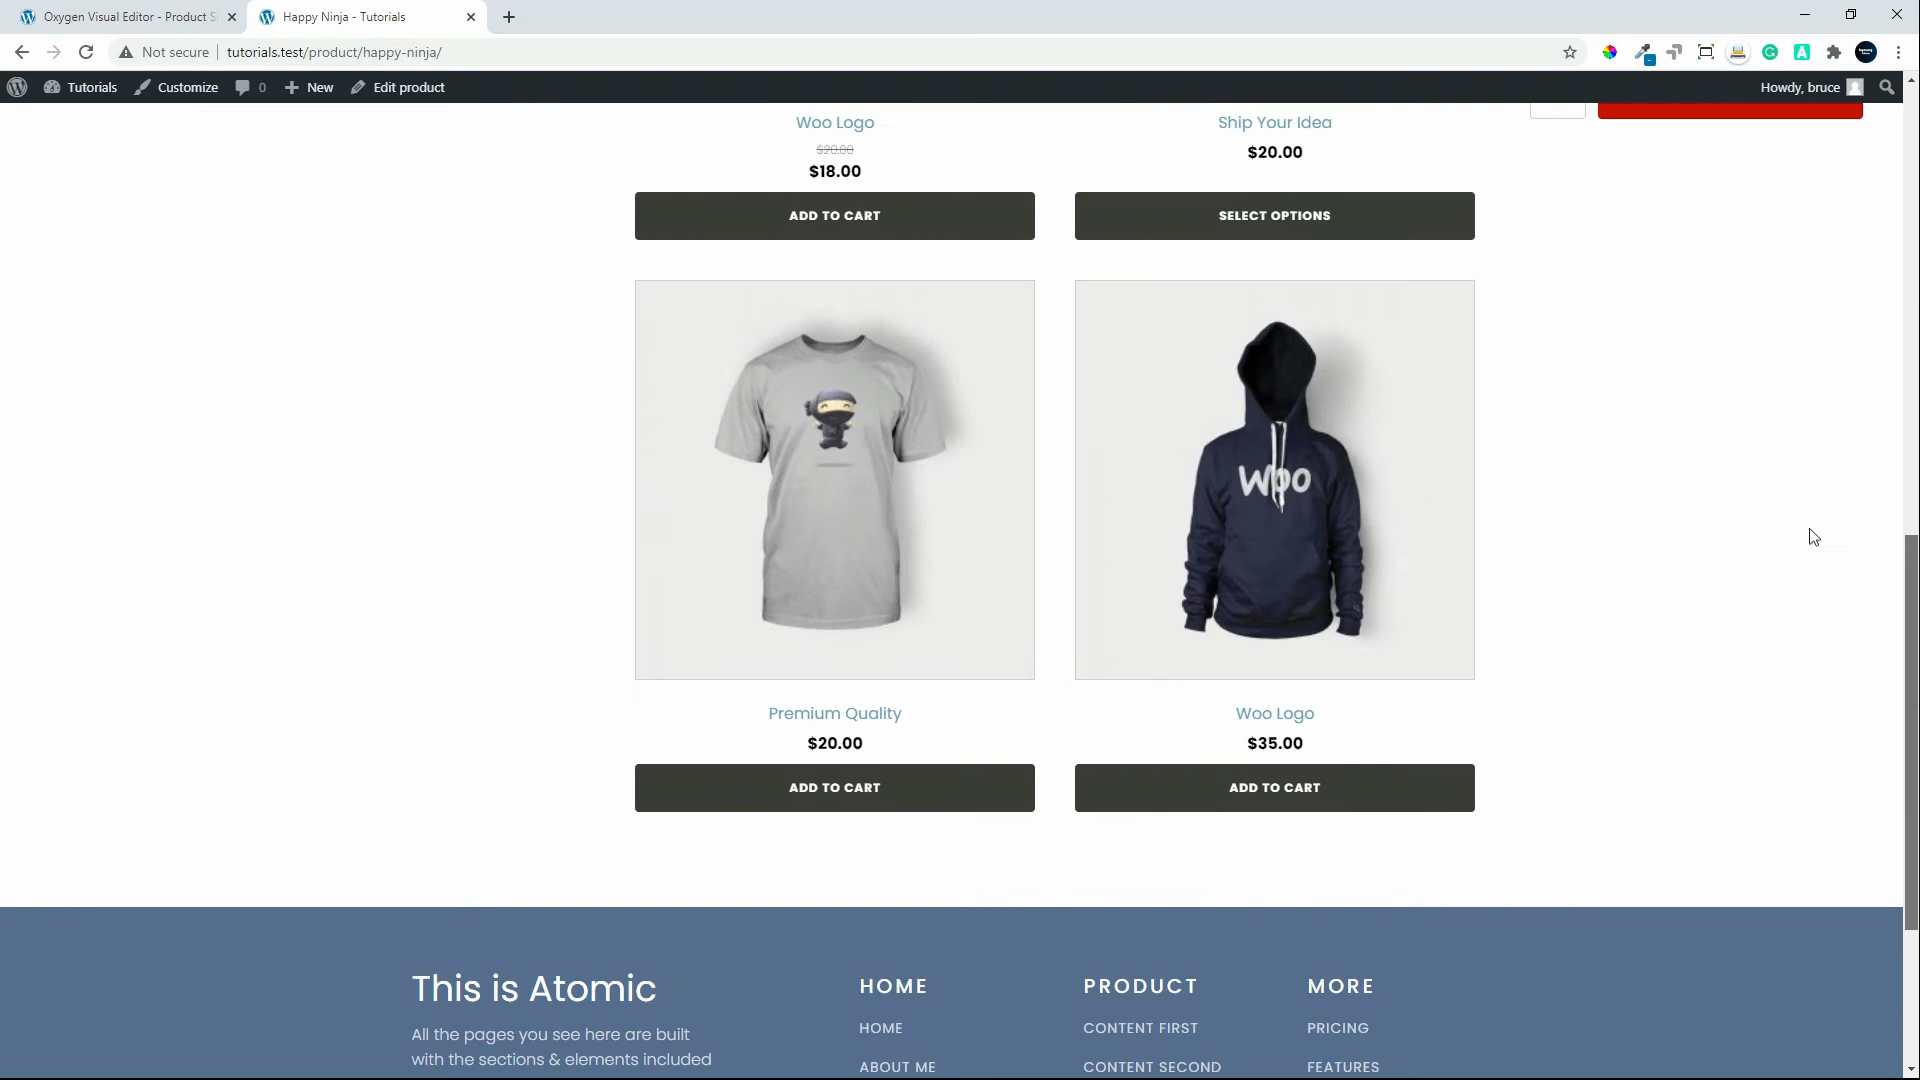 Oxygen Visual Editor - Product S
Happy Ninja - Tutorials
Not secure
tutorials.test/product/happy-ninja/
Tutorials
Customize
0
New
Edit product
Howdy, bruce
Woo Logo
Ship Your Idea
$20.00
$20.00
$18.00
ADD TO CART
SELECT OPTIONS
Woo
Premium Quality
Woo Logo
$20.00
$35.00
ADD TO CART
ADD TO CART
This is Atomic
HOME
PRODUCT
MORE
All the pages you see here are built
HOME
CONTENT FIRST
PRICING
with the sections & elements included
ABOUT ME
CONTENT SECOND
FEATURES